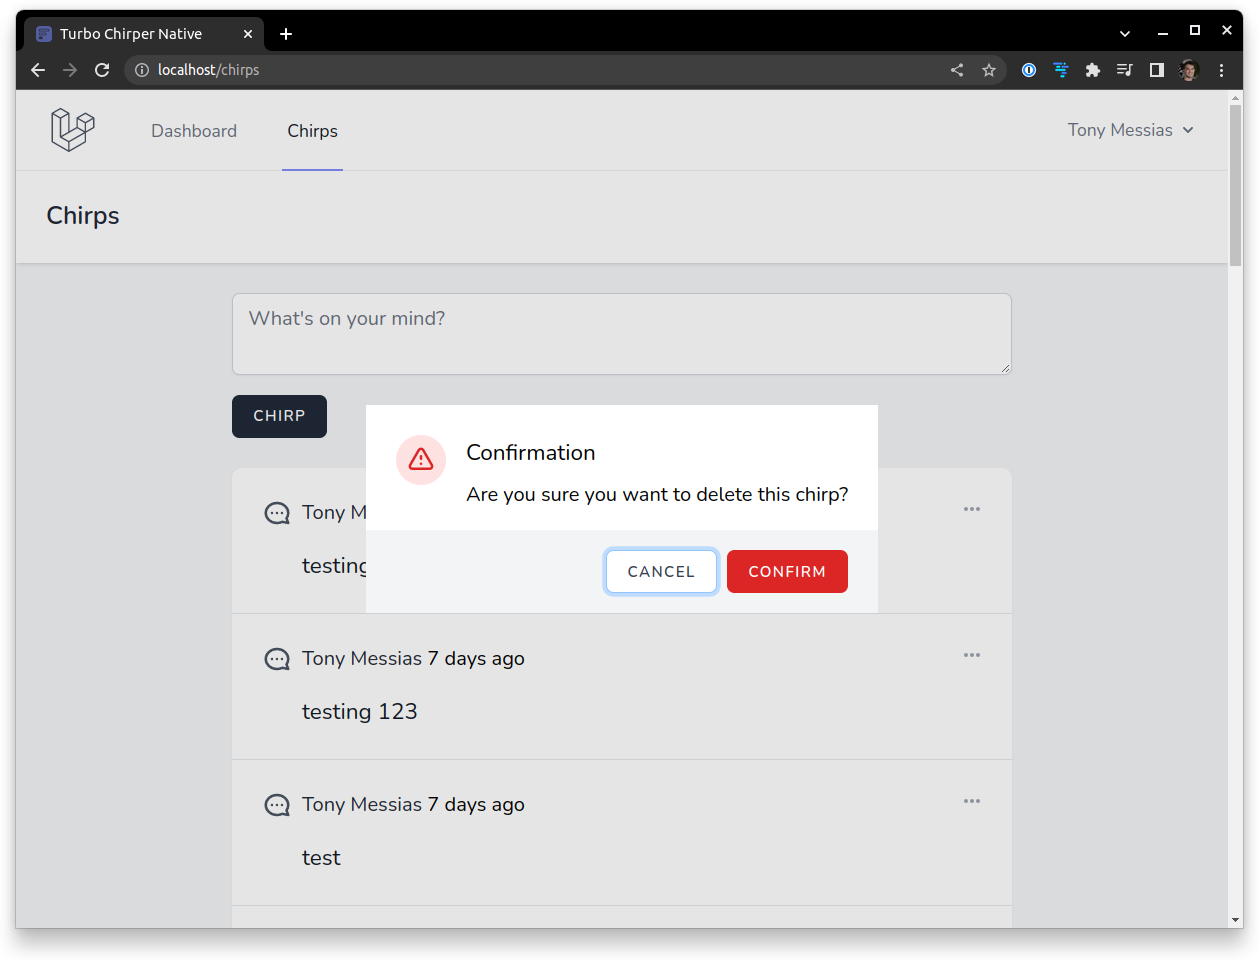 Turbo Chirper Native
localhost/chirps
Dashboard
Chirps
Tony Messias
Chirps
What's on your mind?
CHIRP
Confirmation
Are you sure you want to delete this chirp?
CANCEL
CONFIRM
Tony M
testing
Tony Messias 7 days ago
testing 123
Tony Messias 7 days ago
test